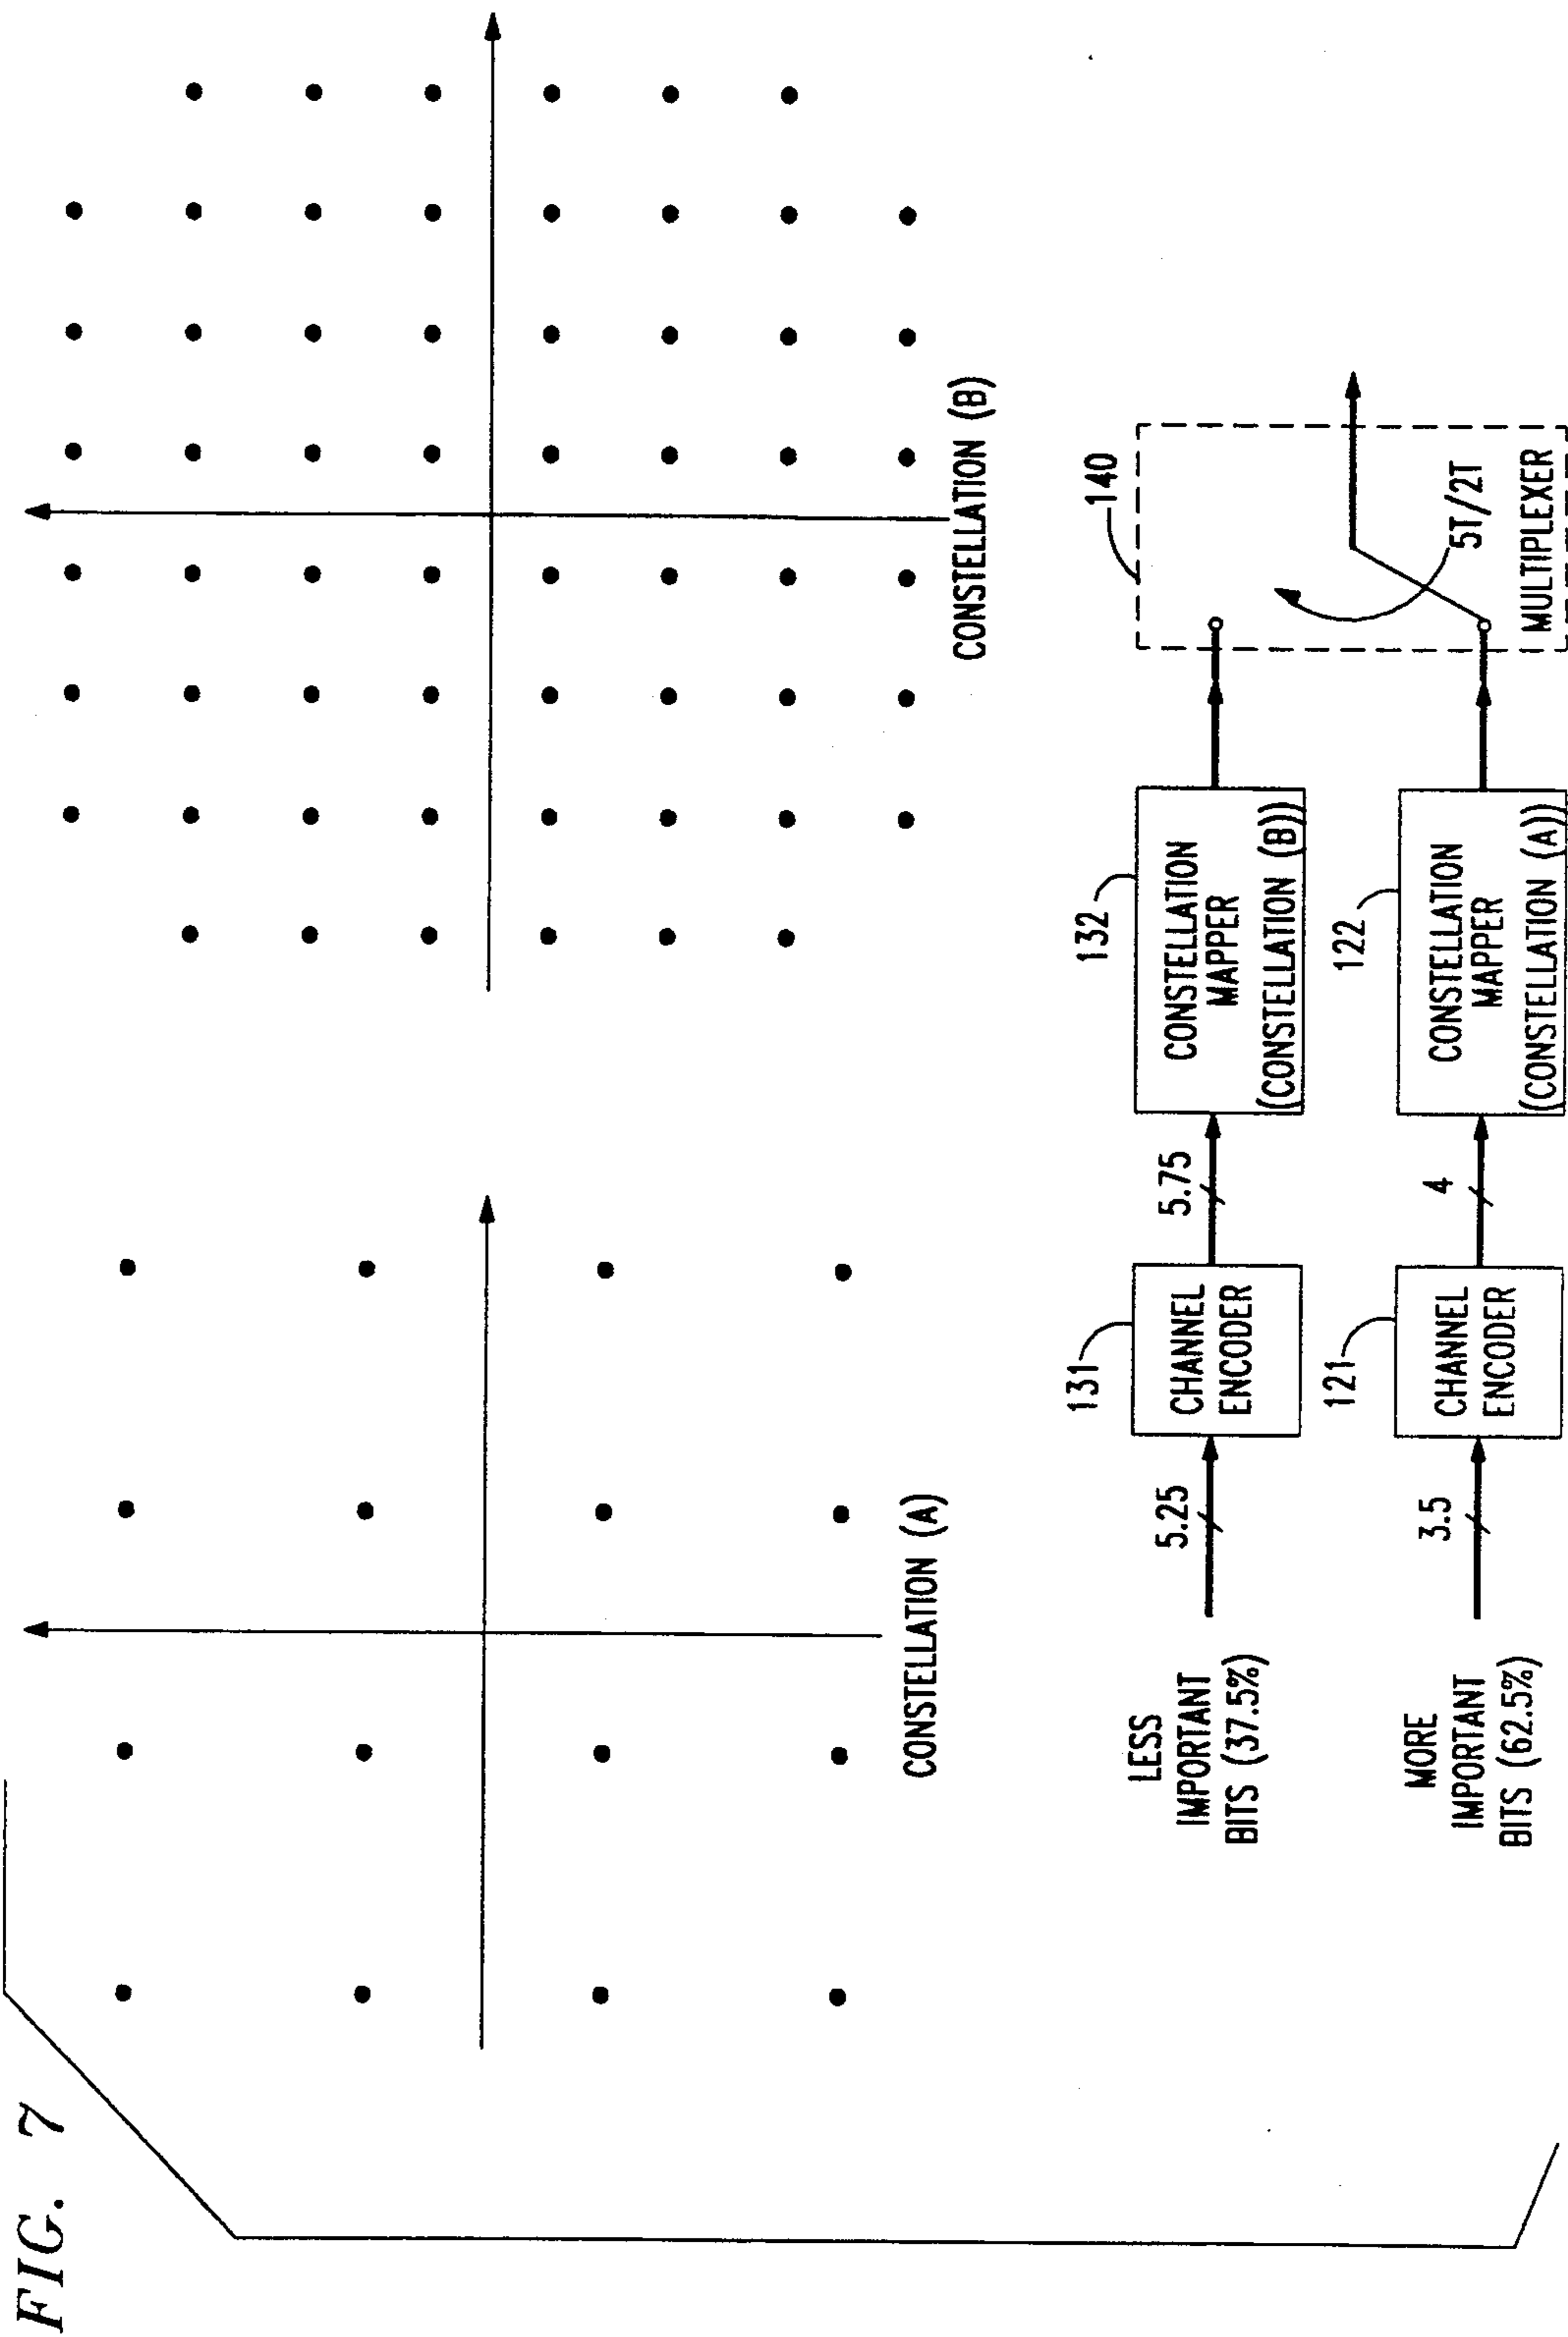 FIG. 7
CONSTELLATION (A)
CONSTELLATION (B)
LESS
IMPORTANT
BITS (37.5%)
5.25
131
CHANNEL
ENCODER
5.75
132
CONSTELLATION
MAPPER
(CONSTELLATION (B))
140
5T/2T
MULTIPLEXER
MORE
IMPORTANT
BITS (62.5%)
3.5
121
CHANNEL
ENCODER
4
122
CONSTELLATION
MAPPER
(CONSTELLATION (A))